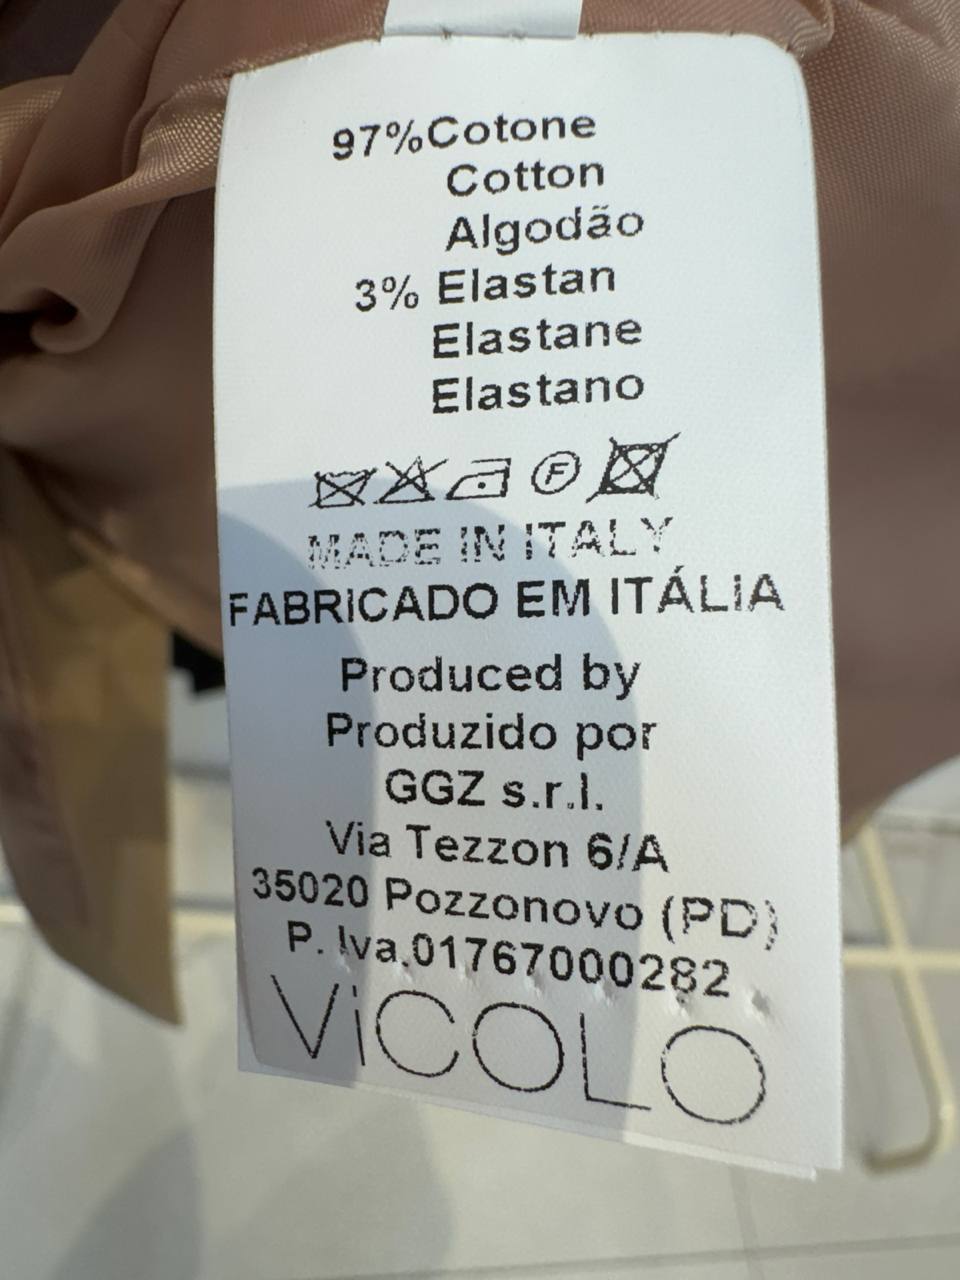 97%Cotone
Cotton
Algodão
3% Elastan
Elastane
Elastano
F
MADE IN ITALY
FABRICADO EM ITÁLIA
Produced by
Produzido por
GGZ s.r.l.
Via Tezzon 6/A
35020 Pozzonovo (PD)
P. Iva.01767000282
ViCOLO